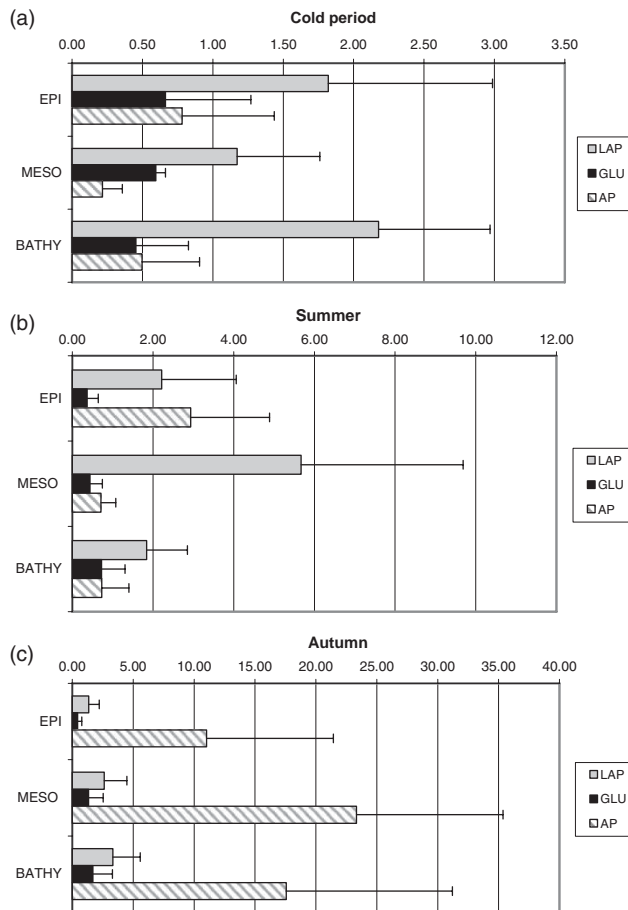 (a)
Cold period
0.00 0.50 1.00 1.50 2.00 2.50 3.00 3.50
EPI
MESO
BATHY
LAP
GLU
AP
(b)
Summer
0.00 2.00 4.00 6.00 8.00 10.00 12.00
EPI
MESO
BATHY
LAP
GLU
AP
(c)
Autumn
0.00 5.00 10.00 15.00 20.00 25.00 30.00 35.00 40.00
EPI
MESO
BATHY
LAP
GLU
AP